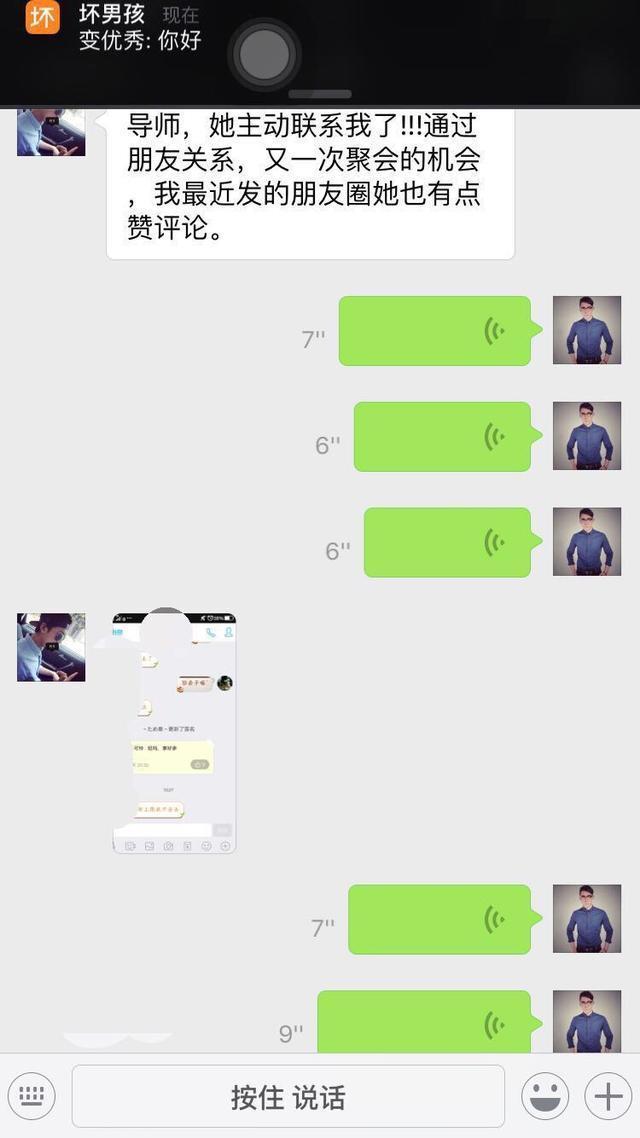 坏
坏男孩 现在
变优秀: 你好
导师，她主动联系我了!!!通过
朋友关系，又一次聚会的机会
，我最近发的朋友圈她也有点
赞评论。
7"
6"
6"
7"
9"
按住 说话